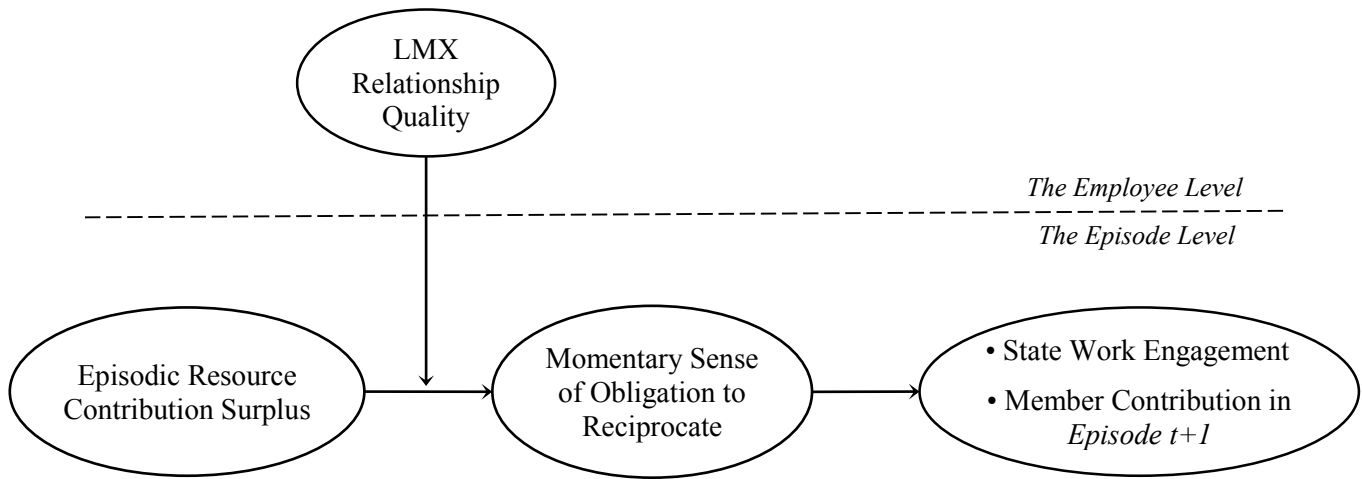 LMX
Relationship
Quality
The Employee Level
The Episode Level
Episodic Resource
Contribution Surplus
Momentary Sense
of Obligation to
Reciprocate
• State Work Engagement
• Member Contribution in
Episode t+1